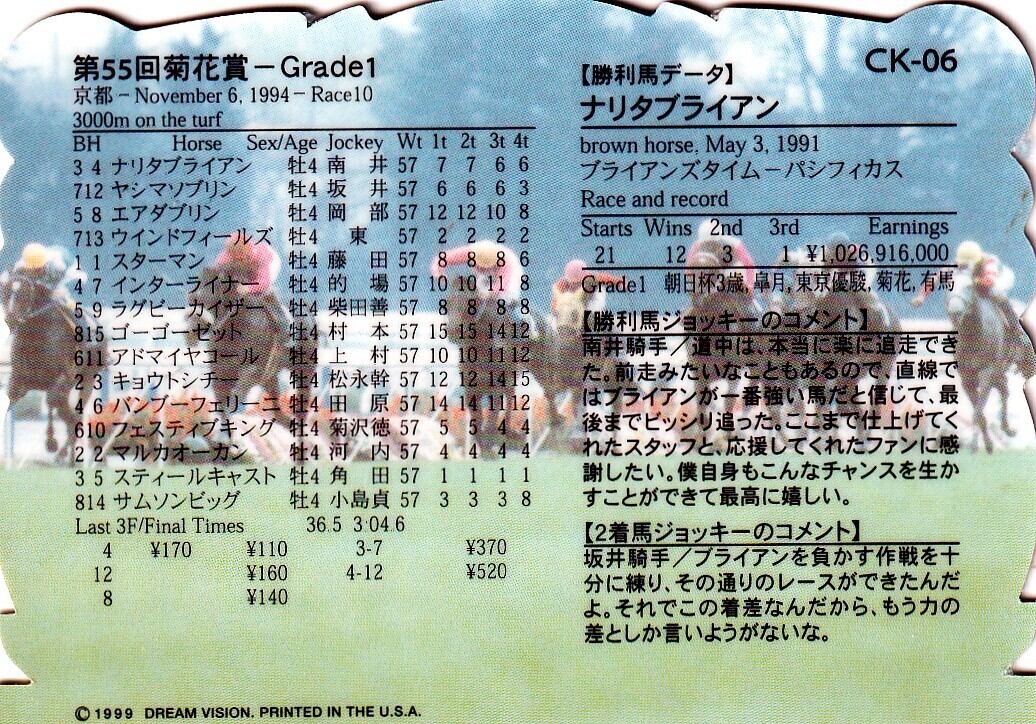 第55回菊花賞－Grade1
京都－November 6, 1994－Race10
3000m on the turf
BH Horse Sex/Age Jockey Wt 1t 2t 3t 4t
3 4 ナリタブライアン 牡4 南 井 57 7 7 6 6
7 12 ヤシマソブリン 牡4 坂 井 57 6 6 6 3
5 8 エアダブリン 牡4 岡 部 57 12 12 10 8
7 13 ウインドフィールズ 牡4 東 57 2 2 2 2
1 1 スターマン 牡4 藤 田 57 8 8 8 6
4 7 インターライナー 牡4 的 場 57 10 10 11 8
5 9 ラグビーカイザー 牡4 柴田善 57 8 8 8 8
8 15 ゴーゴーゼット 牡4 村 本 57 15 15 14 12
6 11 アドマイヤコール 牡4 上 村 57 10 10 11 12
2 3 キョウトシチー 牡4 松永幹 57 12 12 14 15
4 6 バンブーフェリーニ 牡4 田 原 57 14 14 11 12
6 10 フェスティブキング 牡4 菊沢徳 57 5 5 4 4
2 2 マルカオーカン 牡4 河 内 57 4 4 4 4
3 5 スティールキャスト 牡4 角 田 57 1 1 1 1
8 14 サムソンビッグ 牡4 小島貞 57 3 3 3 8
Last 3F/Final Times 36.5 3:04.6
4 ¥170 ¥110 3-7 ¥370
12 ¥160 4-12 ¥520
8 ¥140
© 1999 DREAM VISION. PRINTED IN THE U.S.A.
CK-06
【勝利馬データ】
ナリタブライアン
brown horse, May 3, 1991
ブライアンズタイム－パシフィカス
Race and record
Starts Wins 2nd 3rd Earnings
21 12 3 1 ¥1,026,916,000
Grade1 朝日杯3歳, 皐月, 東京優駿, 菊花, 有馬
【勝利馬ジョッキーのコメント】
南井騎手／道中は、本当に楽に追走でき
た。前走みたいなこともあるので、直線で
はブライアンが一番強い馬だと信じて、最
後までビッシリ追った。ここまで仕上げてく
れたスタッフと、応援してくれたファンに感
謝したい。僕自身もこんなチャンスを生か
すことができて最高に嬉しい。
【2着馬ジョッキーのコメント】
坂井騎手／ブライアンを負かす作戦を十
分に練り、その通りのレースができたんだ
よ。それでこの着差なんだから、もう力の
差としか言いようがないな。